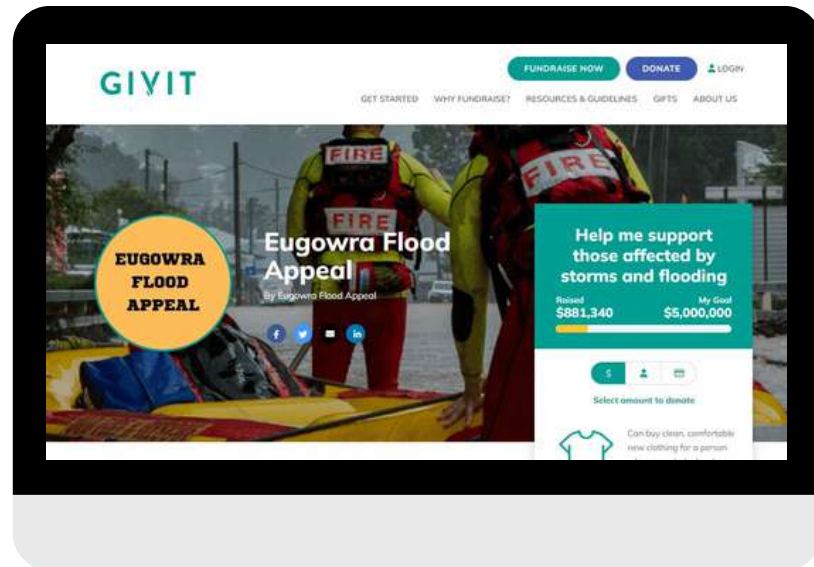 GIVIT
FUNDRAISE NOW
DONATE
LOGIN
GET STARTED
WHY FUNDRAISE?
RESOURCES & GUIDELINES
GIFTS
ABOUT US
FIRE
FIRE
FIRE
EUGOWRA
FLOOD
APPEAL
Eugowra Flood
Appeal
By Eugowra Flood Appeal
Help me support
those affected by
storms and flooding
Raised
My Goal
$881,340
$5,000,000
$
Select amount to donate
Can buy clean, comfortable
new clothing for a person